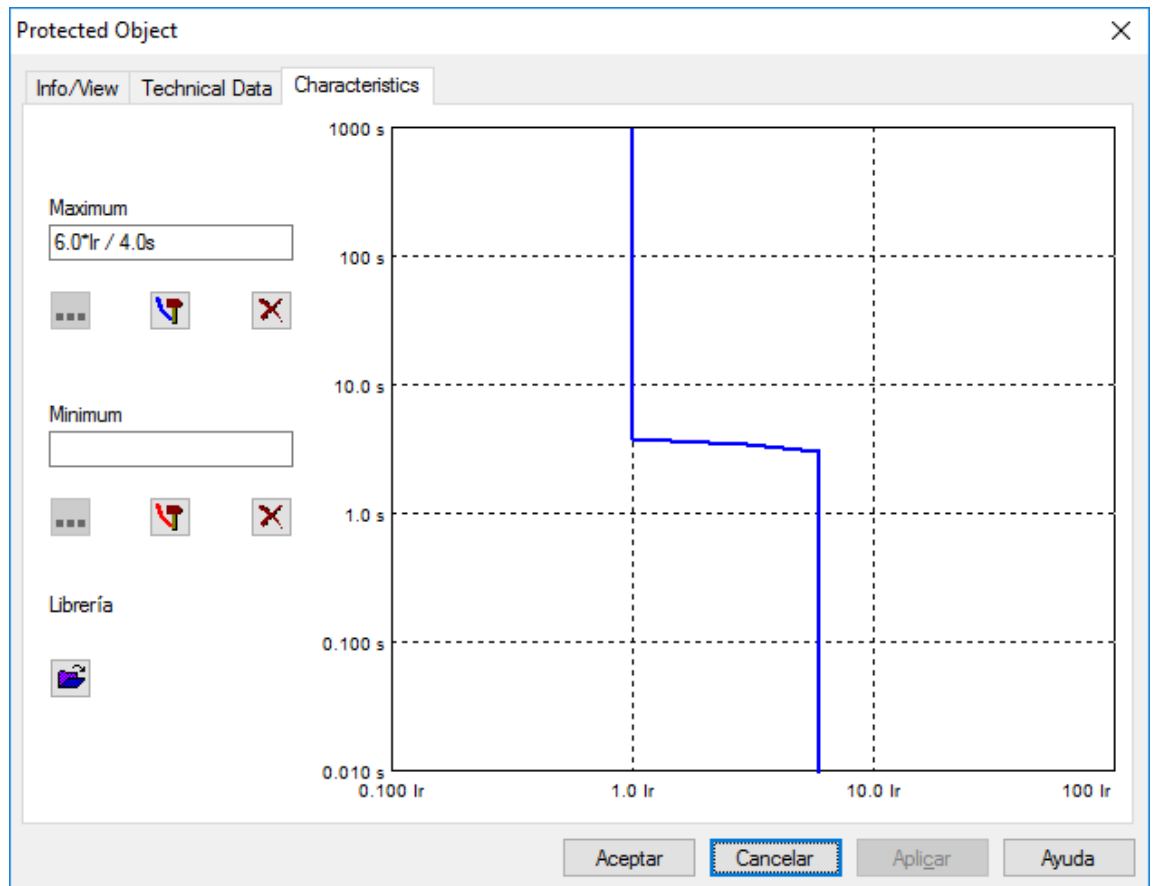 Protected Object
Info/View
Technical Data
Characteristics
Maximum
6.0*Ir / 4.0s
Minimum
Librería
1000 s
100 s
10.0 s
1.0 s
0.100 s
0.010 s
0.100 Ir
1.0 Ir
10.0 Ir
100 Ir
Aceptar
Cancelar
Aplicar
Ayuda